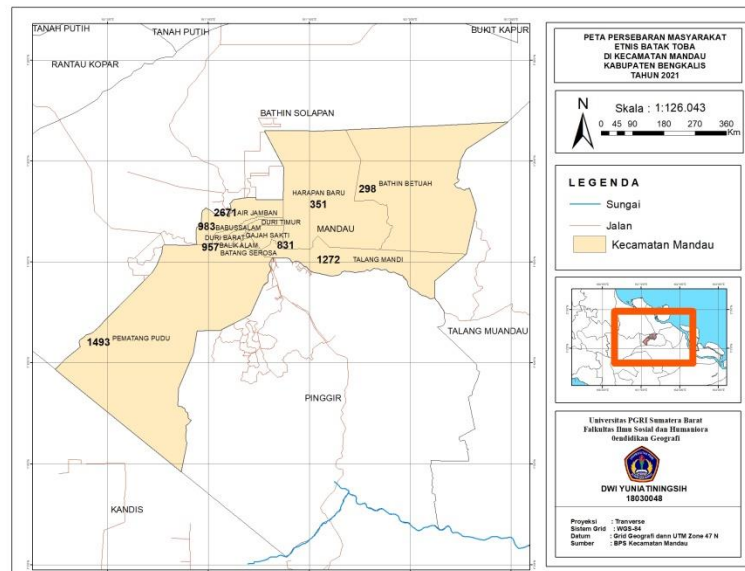 TANAH PUTIH
TANAH PUTIH
BUKIT KAPUR
RANTAU KOPAR
BATHIN SOLAPAN
HARAPAN BARU
351
298
BATHIN BETUAH
2671 AIR JAMBAN
983 BABUSSALAM
DURI TIMUR
DURI BARAT
GAJAH SAKTI
MANDAU
957 BALIK ALAM
831
BATANG SEROSA
1272
TALANG MANDI
1493 PEMATANG PUDU
TALANG MUANDAU
PINGGIR
KANDIS
PETA PERSEBARAN MASYARAKAT
ETNIS BATAK TOBA
DI KECAMATAN MANDAU
KABUPATEN BENGKALIS
TAHUN 2021
N
Skala : 1:126.043
0 45 90 180 270 360
Km
LEGENDA
Sungai
Jalan
Kecamatan Mandau
Universitas PGRI Sumatera Barat
Falkultas Ilmu Sosial dan Humaniora
0endidikan Geografi
DWI YUNIATININGSIH
18030048
Proyeksi : Tranverse
Sistem Grid : WGS-84
Datum : Grid Geografi denn UTM Zone 47 N
Sumber : BPS Kecamatan Mandau